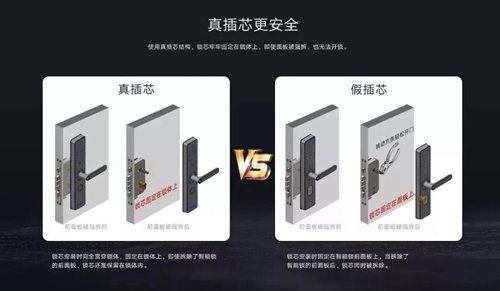 真插芯更安全
使用真插芯结构，锁芯牢牢固定在锁体上，即使面板被强拆，也无法开锁。
真插芯
锁芯固定在锁体上
前面板被强拆前
前面板被强拆后
锁芯安装时完全贯穿锁体，固定在锁体上，即使拆除了智能锁
的前面板，锁芯还是保留在锁体内。
VS
假插芯
转动方条轻松开门
锁芯固定在面板上
前面板被强拆前
前面板被强拆后
锁芯安装时固定在智能锁前面板上，当拆除了
智能锁的前面板后，锁芯同时被拆除。